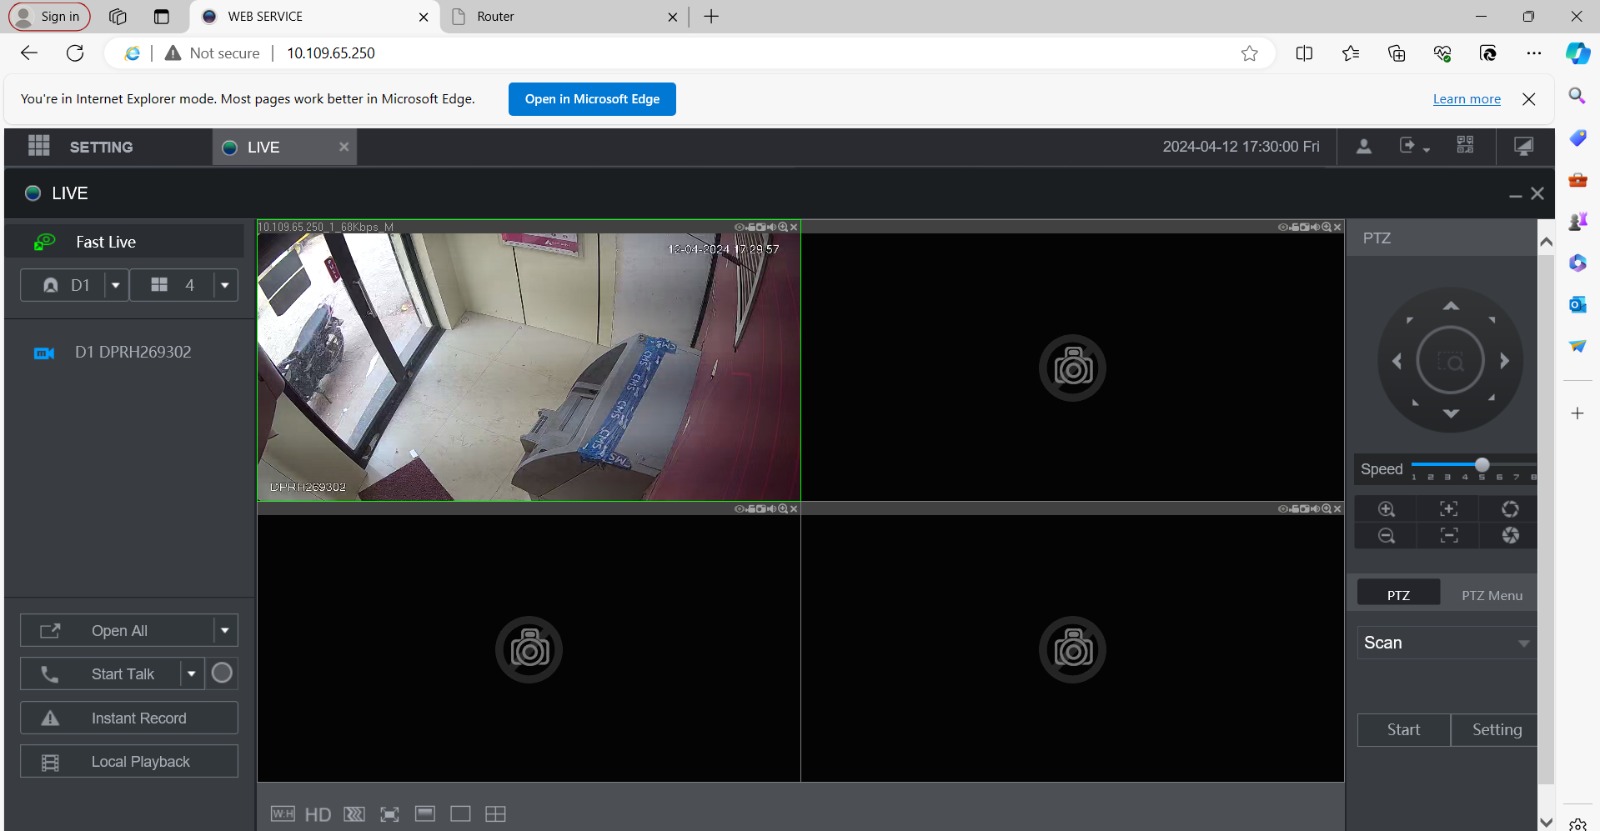 Sign in
WEB SERVICE
Router
Not secure
10.109.65.250
You're in Internet Explorer mode. Most pages work better in Microsoft Edge.
Open in Microsoft Edge
Learn more
SETTING
LIVE
2024-04-12 17:30:00 Fri
LIVE
Fast Live
D1
4
D1 DPRH269302
10.109.65.250_1_68Kbps_M
12-04-2024 17:29:57
CMS
CMS
CMS
CMS
DPRH269302
PTZ
Speed
1 2 3 4 5 6 7 8
PTZ
PTZ Menu
Scan
Start
Setting
Open All
Start Talk
Instant Record
Local Playback
W:H
HD